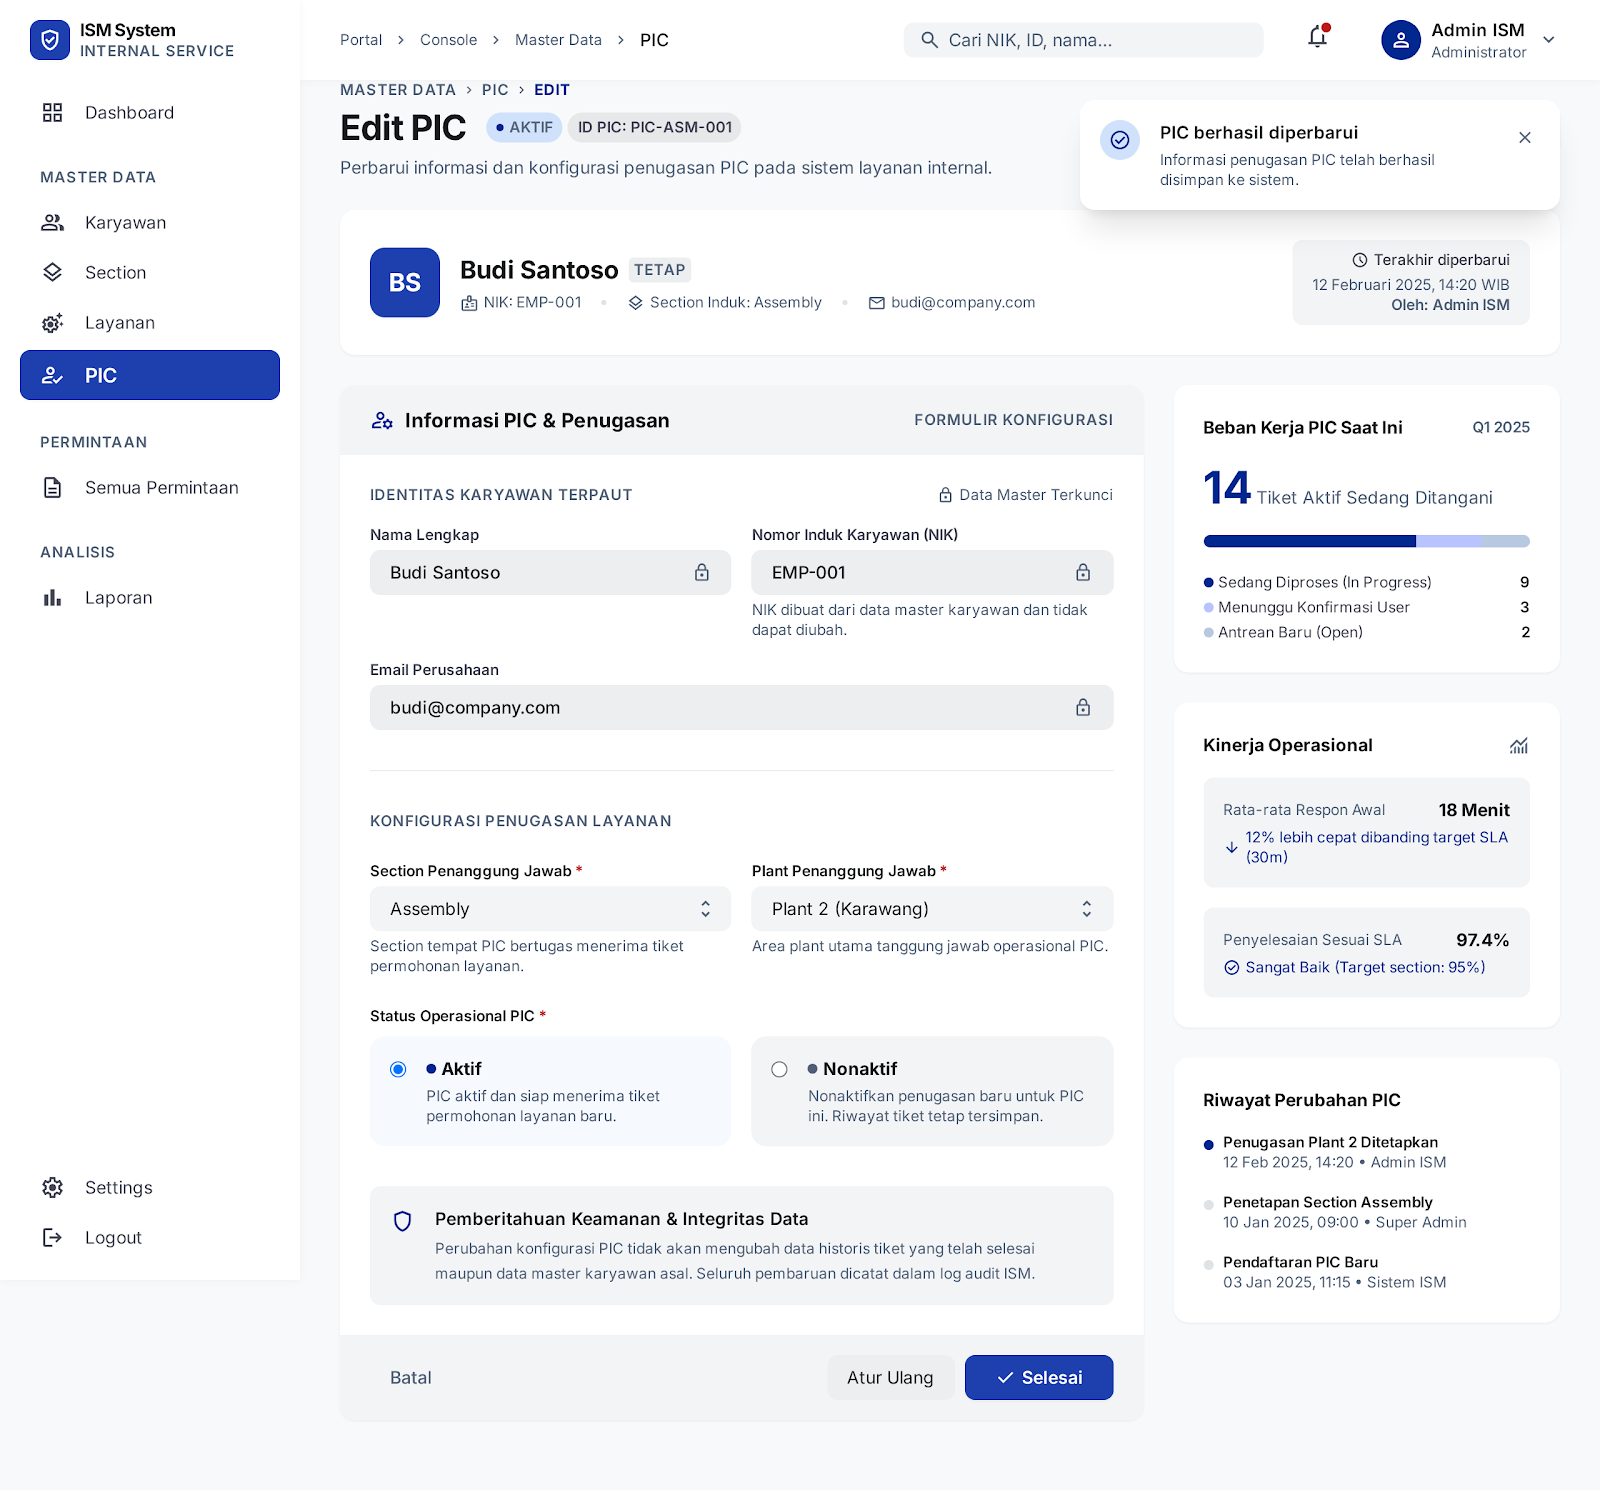 ISM System
INTERNAL SERVICE
Dashboard
MASTER DATA
Karyawan
Section
Layanan
PIC
PERMINTAAN
Semua Permintaan
ANALISIS
Laporan
Settings
Logout
Portal > Console > Master Data > PIC
Cari NIK, ID, nama...
Admin ISM
Administrator
MASTER DATA > PIC > EDIT
Edit PIC
AKTIF
ID PIC: PIC-ASM-001
Perbarui informasi dan konfigurasi penugasan PIC pada sistem layanan internal.
PIC berhasil diperbarui
Informasi penugasan PIC telah berhasil
disimpan ke sistem.
BS
Budi Santoso
TETAP
NIK: EMP-001 • Section Induk: Assembly • budi@company.com
Terakhir diperbarui
12 Februari 2025, 14:20 WIB
Oleh: Admin ISM
Informasi PIC & Penugasan
FORMULIR KONFIGURASI
IDENTITAS KARYAWAN TERPAUT
Data Master Terkunci
Nama Lengkap
Budi Santoso
Nomor Induk Karyawan (NIK)
EMP-001
NIK dibuat dari data master karyawan dan tidak
dapat diubah.
Email Perusahaan
budi@company.com
KONFIGURASI PENUGASAN LAYANAN
Section Penanggung Jawab *
Assembly
Section tempat PIC bertugas menerima tiket
permohonan layanan.
Plant Penanggung Jawab *
Plant 2 (Karawang)
Area plant utama tanggung jawab operasional PIC.
Status Operasional PIC *
Aktif
PIC aktif dan siap menerima tiket
permohonan layanan baru.
Nonaktif
Nonaktifkan penugasan baru untuk PIC
ini. Riwayat tiket tetap tersimpan.
Pemberitahuan Keamanan & Integritas Data
Perubahan konfigurasi PIC tidak akan mengubah data historis tiket yang telah selesai
maupun data master karyawan asal. Seluruh pembaruan dicatat dalam log audit ISM.
Batal
Atur Ulang
Selesai
Beban Kerja PIC Saat Ini
Q1 2025
14 Tiket Aktif Sedang Ditangani
Sedang Diproses (In Progress) 9
Menunggu Konfirmasi User 3
Antrean Baru (Open) 2
Kinerja Operasional
Rata-rata Respon Awal 18 Menit
12% lebih cepat dibanding target SLA
(30m)
Penyelesaian Sesuai SLA 97.4%
Sangat Baik (Target section: 95%)
Riwayat Perubahan PIC
Penugasan Plant 2 Ditetapkan
12 Feb 2025, 14:20 • Admin ISM
Penetapan Section Assembly
10 Jan 2025, 09:00 • Super Admin
Pendaftaran PIC Baru
03 Jan 2025, 11:15 • Sistem ISM